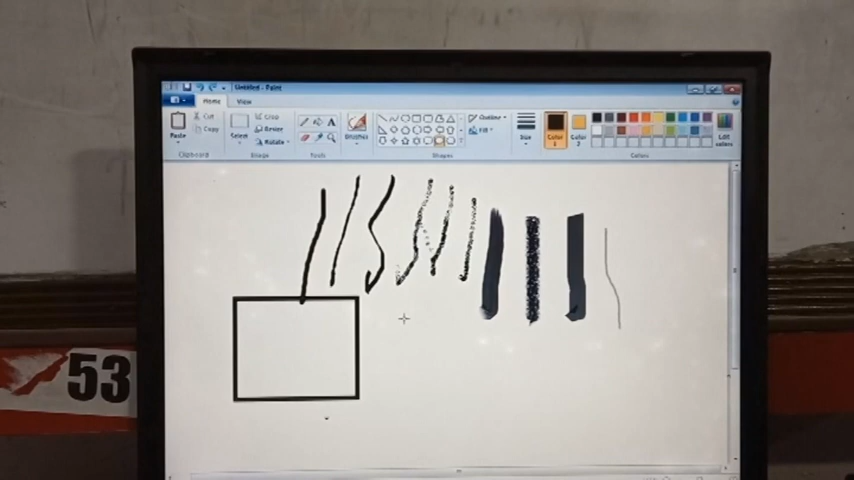 Untitled - Paint
Home View
Cut
Copy
Paste
Clipboard
Crop
Resize
Rotate
Select
Image
A
Tools
Brushes
Outline
Fill
Shapes
Size
Color 1
Color 2
Edit colors
Colors
53